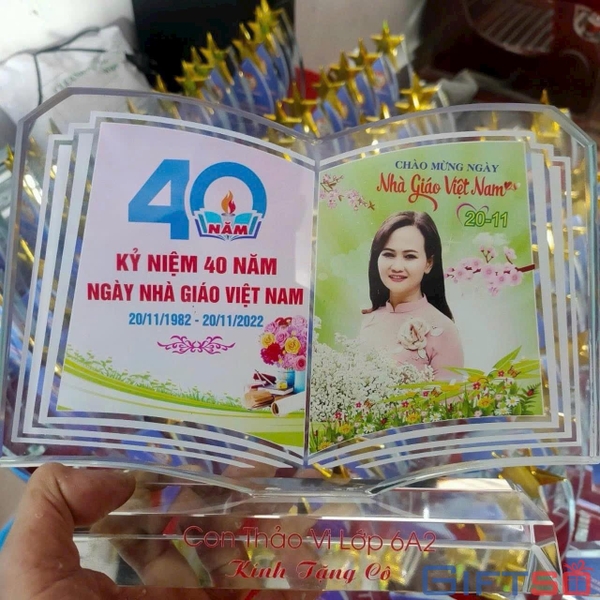 40
NĂM
KỶ NIỆM 40 NĂM
NGÀY NHÀ GIÁO VIỆT NAM
20/11/1982 - 20/11/2022
CHÀO MỪNG NGÀY
Nhà Giáo Việt Nam
20-11
Con Thảo Vi Lớp 6A2
Kính Tặng Cô
GIFTSO